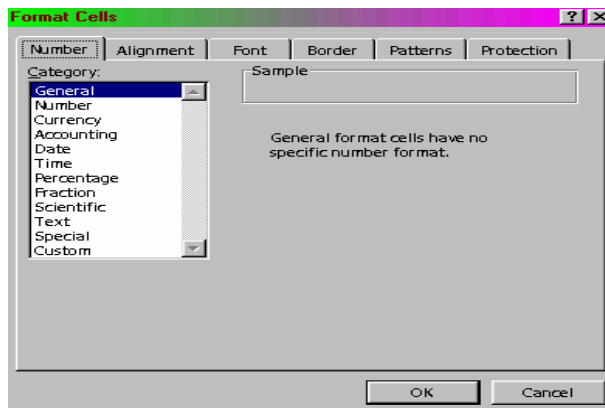 Format Cells ? ×
Number Alignment Font Border Patterns Protection
Category:
Sample
General
Number
Currency
Accounting
Date
Time
Percentage
Fraction
Scientific
Text
Special
Custom
General format cells have no
specific number format.
OK Cancel